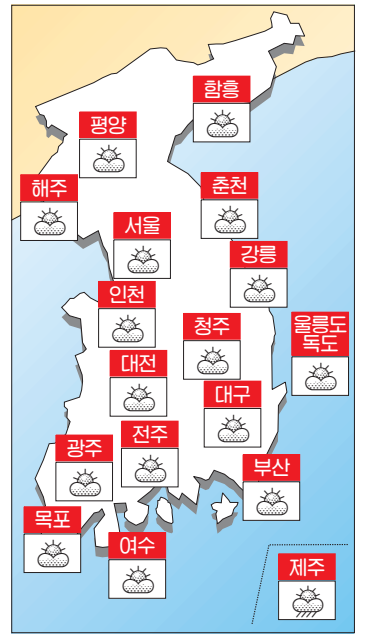 함흥
평양
해주
춘천
서울
강릉
인천
청주
울릉도
독도
대전
대구
전주
광주
부산
목포
여수
제주